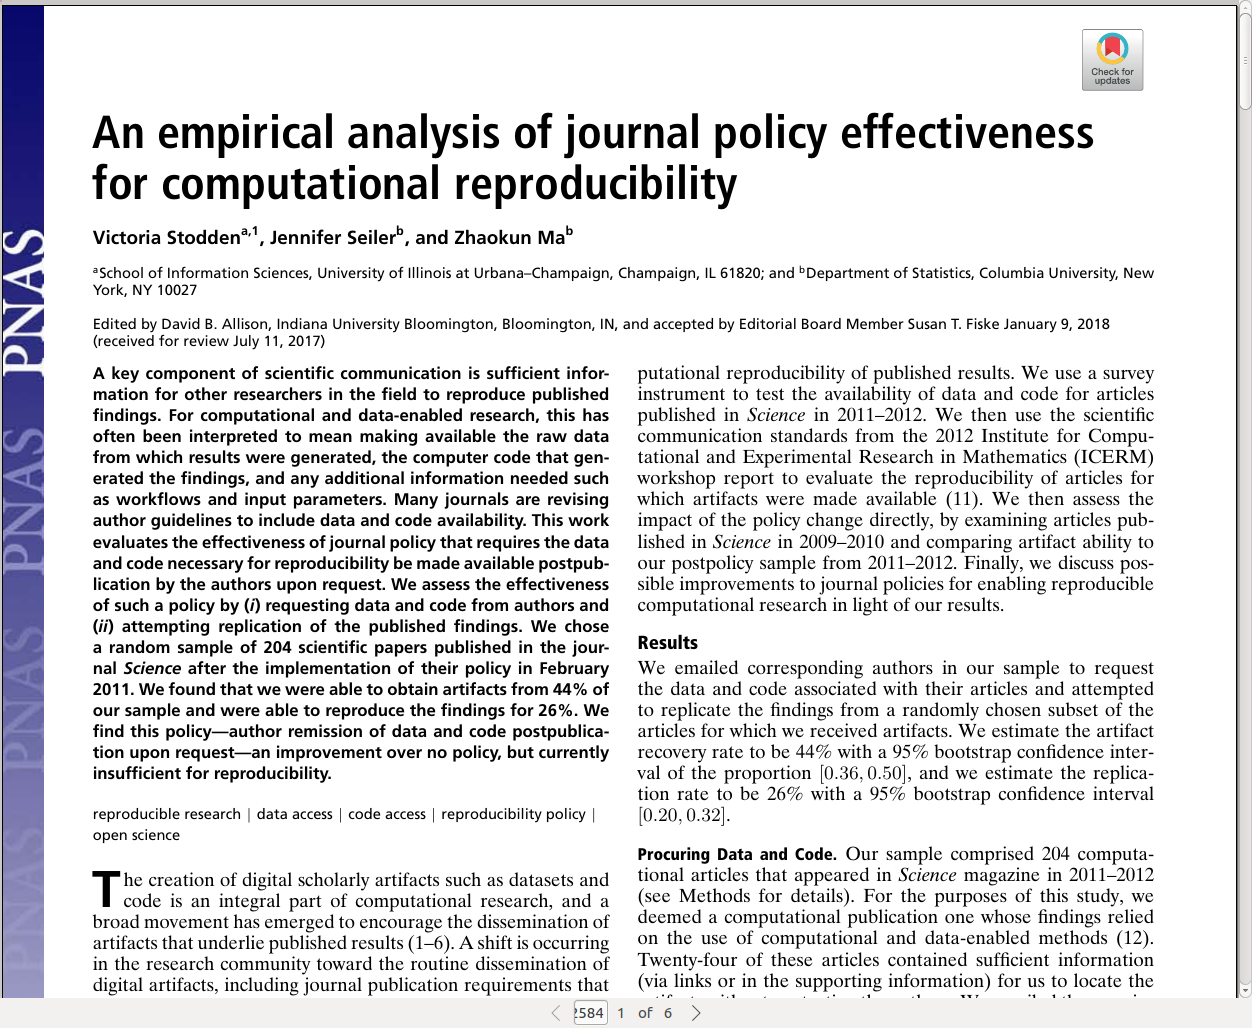 Check for
updates
An empirical analysis of journal policy effectiveness
for computational reproducibility
Victoria Stodden^a,1, Jennifer Seiler^b, and Zhaokun Ma^b
^aSchool of Information Sciences, University of Illinois at Urbana–Champaign, Champaign, IL 61820; and ^bDepartment of Statistics, Columbia University, New
York, NY 10027
Edited by David B. Allison, Indiana University Bloomington, Bloomington, IN, and accepted by Editorial Board Member Susan T. Fiske January 9, 2018
(received for review July 11, 2017)
A key component of scientific communication is sufficient infor-
mation for other researchers in the field to reproduce published
findings. For computational and data-enabled research, this has
often been interpreted to mean making available the raw data
from which results were generated, the computer code that gen-
erated the findings, and any additional information needed such
as workflows and input parameters. Many journals are revising
author guidelines to include data and code availability. This work
evaluates the effectiveness of journal policy that requires the data
and code necessary for reproducibility be made available postpub-
lication by the authors upon request. We assess the effectiveness
of such a policy by (i) requesting data and code from authors and
(ii) attempting replication of the published findings. We chose
a random sample of 204 scientific papers published in the jour-
nal Science after the implementation of their policy in February
2011. We found that we were able to obtain artifacts from 44% of
our sample and were able to reproduce the findings for 26%. We
find this policy—author remission of data and code postpublica-
tion upon request—an improvement over no policy, but currently
insufficient for reproducibility.
reproducible research | data access | code access | reproducibility policy |
open science
The creation of digital scholarly artifacts such as datasets and
code is an integral part of computational research, and a
broad movement has emerged to encourage the dissemination of
artifacts that underlie published results (1–6). A shift is occurring
in the research community toward the routine dissemination of
digital artifacts, including journal publication requirements that
putational reproducibility of published results. We use a survey
instrument to test the availability of data and code for articles
published in Science in 2011–2012. We then use the scientific
communication standards from the 2012 Institute for Compu-
tational and Experimental Research in Mathematics (ICERM)
workshop report to evaluate the reproducibility of articles for
which artifacts were made available (11). We then assess the
impact of the policy change directly, by examining articles pub-
lished in Science in 2009–2010 and comparing artifact ability to
our postpolicy sample from 2011–2012. Finally, we discuss pos-
sible improvements to journal policies for enabling reproducible
computational research in light of our results.
Results
We emailed corresponding authors in our sample to request
the data and code associated with their articles and attempted
to replicate the findings from a randomly chosen subset of the
articles for which we received artifacts. We estimate the artifact
recovery rate to be 44% with a 95% bootstrap confidence inter-
val of the proportion [0.36, 0.50], and we estimate the replica-
tion rate to be 26% with a 95% bootstrap confidence interval
[0.20, 0.32].
Procuring Data and Code. Our sample comprised 204 computa-
tional articles that appeared in Science magazine in 2011–2012
(see Methods for details). For the purposes of this study, we
deemed a computational publication one whose findings relied
on the use of computational and data-enabled methods (12).
Twenty-four of these articles contained sufficient information
(via links or in the supporting information) for us to locate the
PNAS
PNAS
PNAS
PNAS
2584 1 of 6